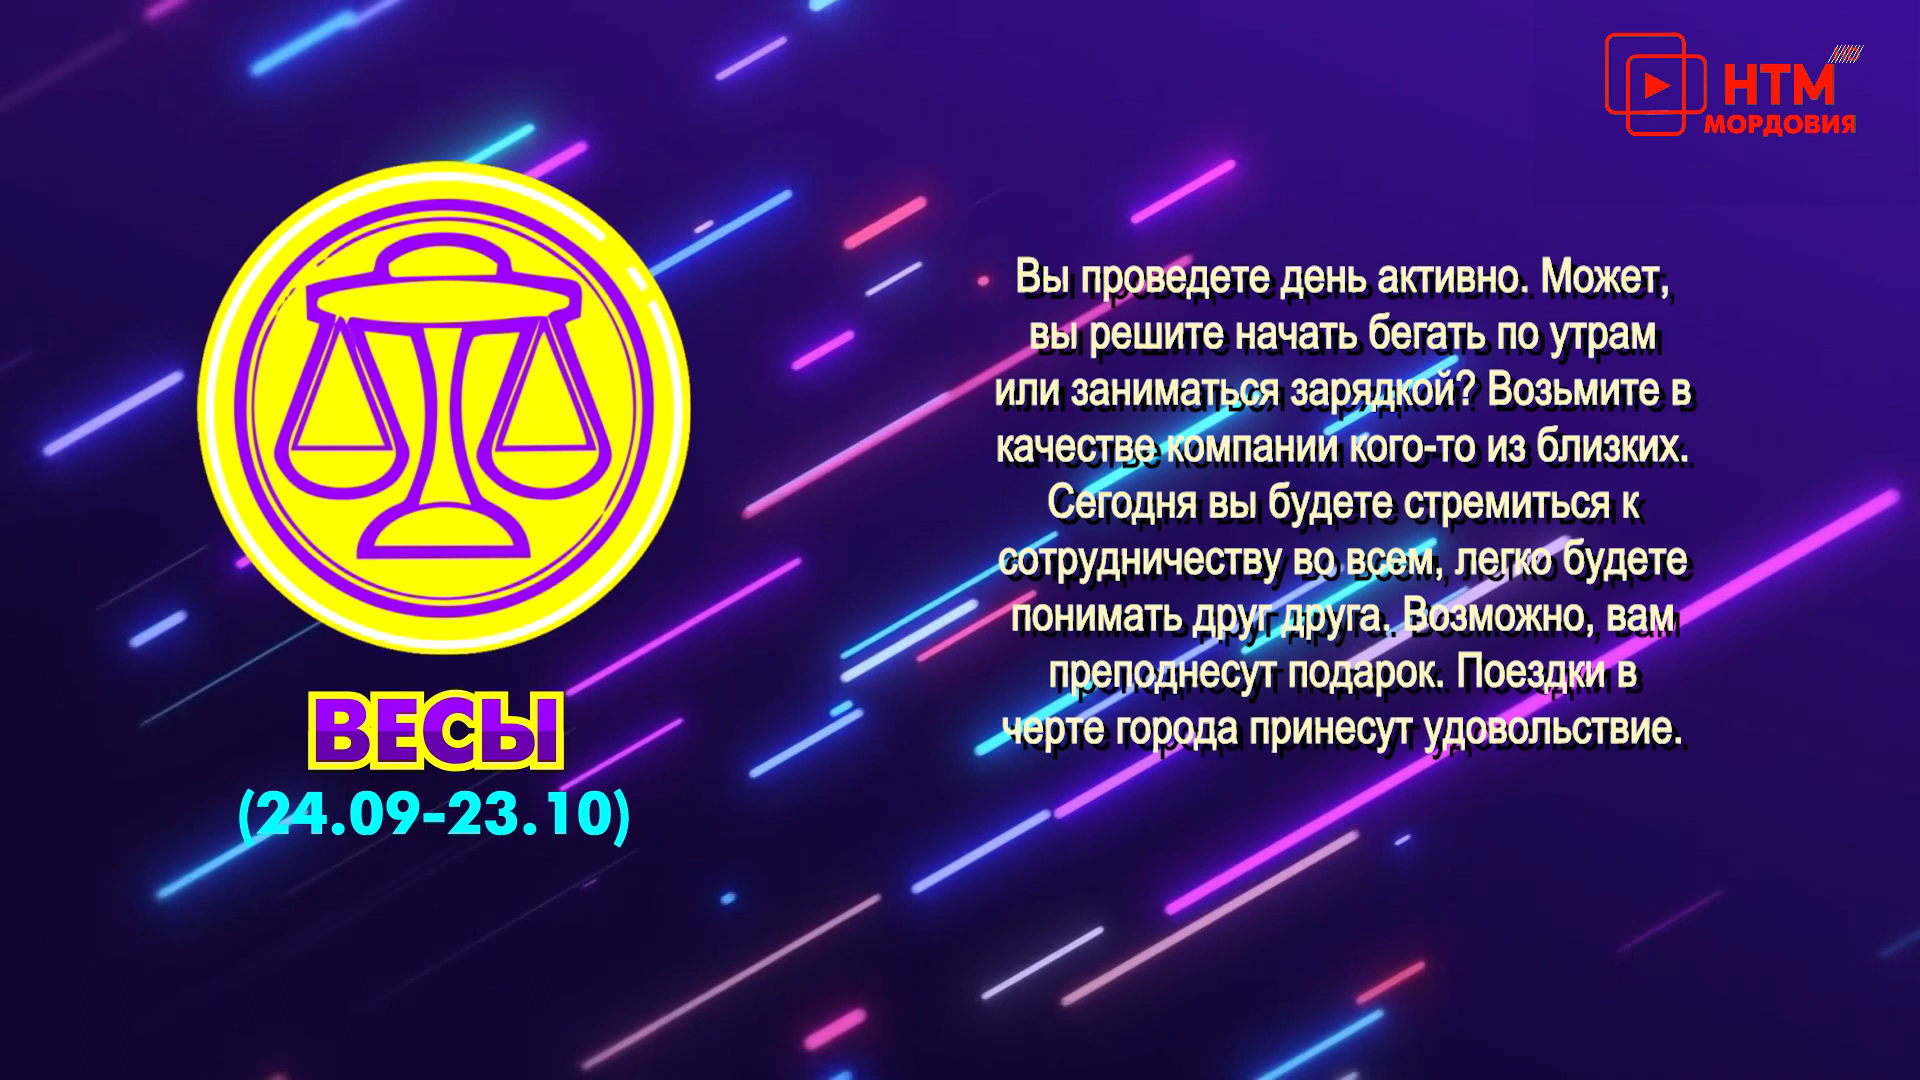 НТМ
МОРДОВИЯ
Вы проведете день активно. Может,
вы решите начать бегать по утрам
или заниматься зарядкой? Возьмите в
качестве компании кого-то из близких.
Сегодня вы будете стремиться к
сотрудничеству во всем, легко будете
понимать друг друга. Возможно, вам
преподнесут подарок. Поездки в
черте города принесут удовольствие.
ВЕСЫ
(24.09-23.10)